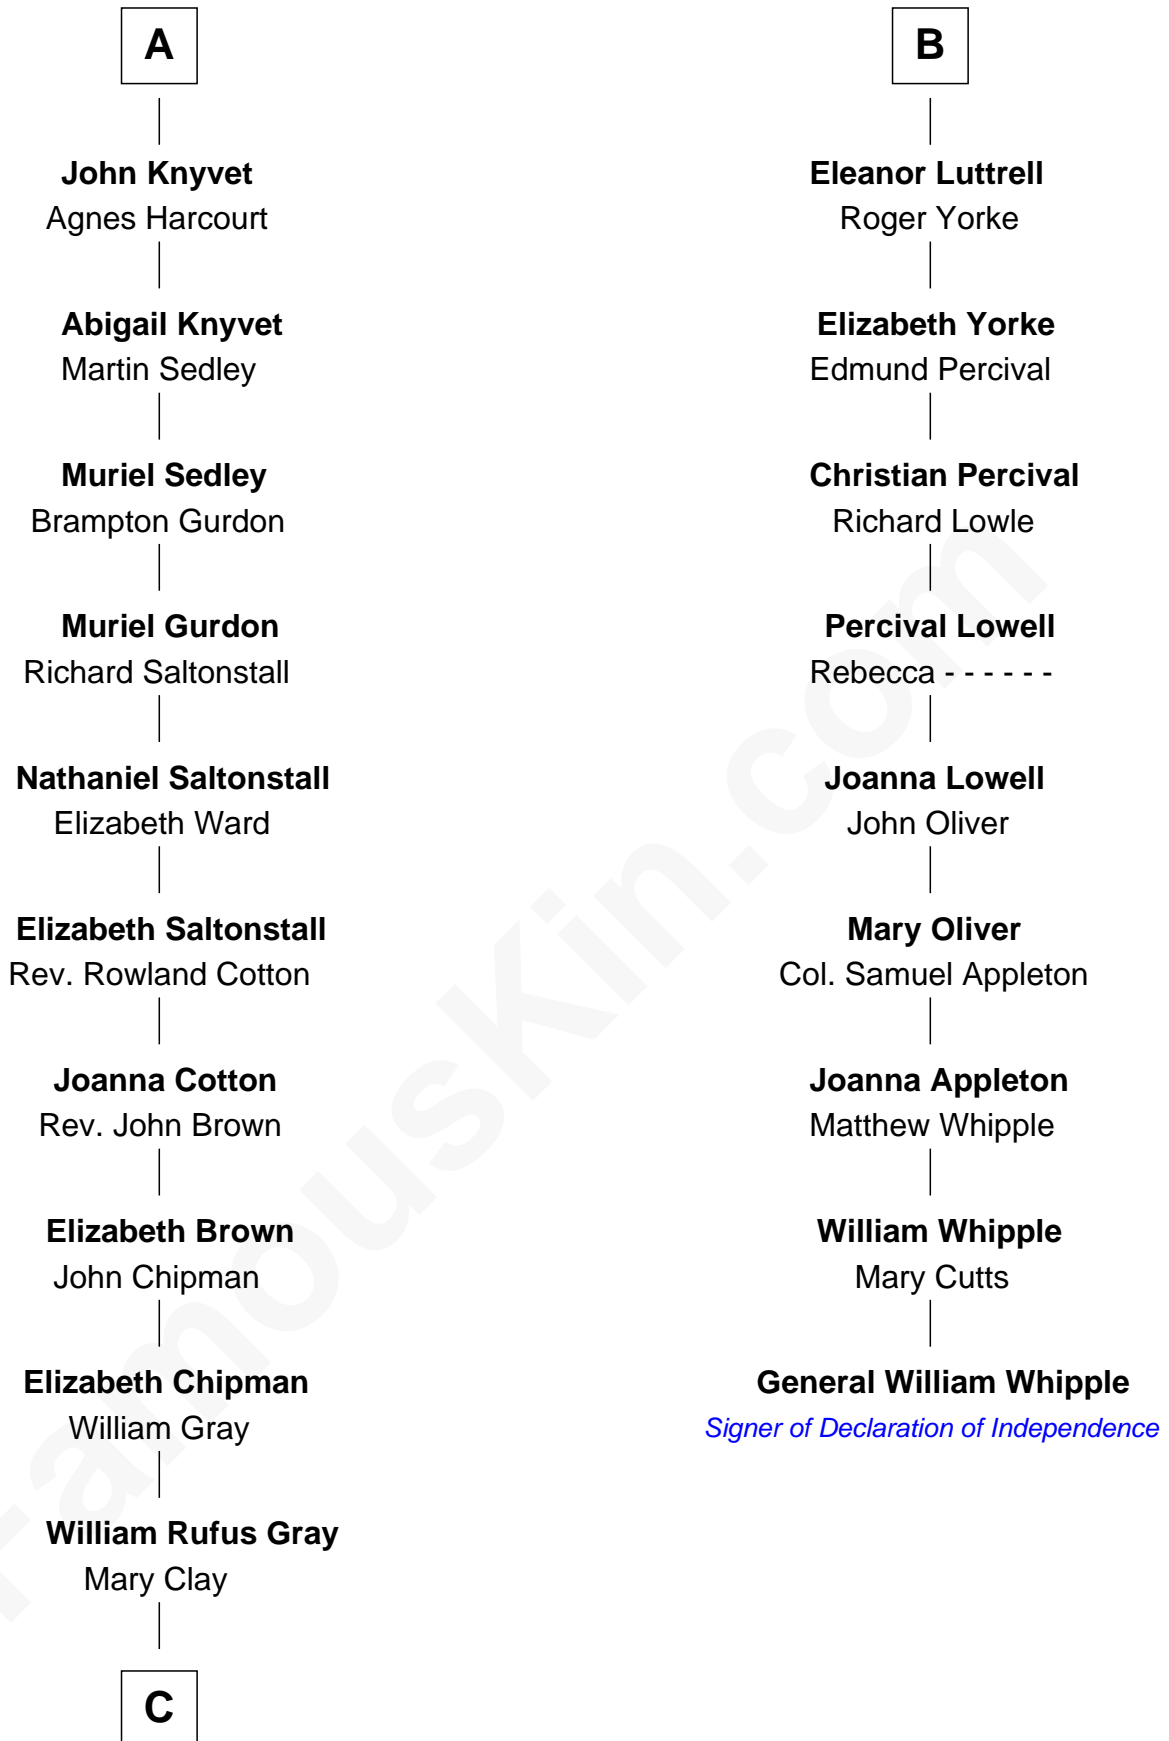 A
John Knyvet
Agnes Harcourt
Abigail Knyvet
Martin Sedley
Muriel Sedley
Brampton Gurdon
Muriel Gurdon
Richard Saltonstall
Nathaniel Saltonstall
Elizabeth Ward
Elizabeth Saltonstall
Rev. Rowland Cotton
Joanna Cotton
Rev. John Brown
Elizabeth Brown
John Chipman
Elizabeth Chipman
William Gray
William Rufus Gray
Mary Clay
C
B
Eleanor Luttrell
Roger Yorke
Elizabeth Yorke
Edmund Percival
Christian Percival
Richard Lowle
Percival Lowell
Rebecca - - - - - -
Joanna Lowell
John Oliver
Mary Oliver
Col. Samuel Appleton
Joanna Appleton
Matthew Whipple
William Whipple
Mary Cutts
General William Whipple
Signer of Declaration of Independence
FamousKin.com